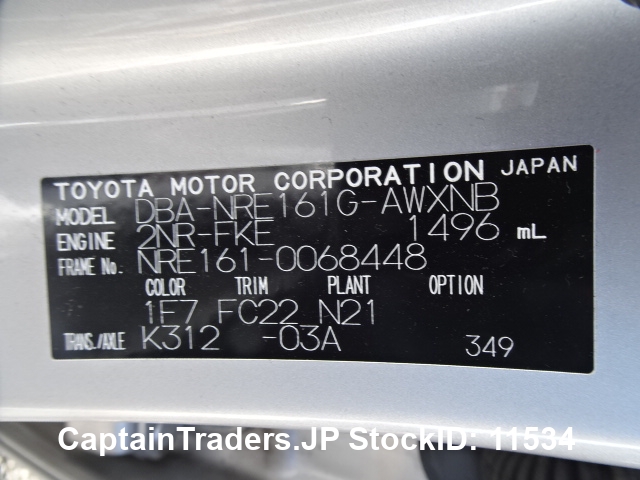 TOYOTA MOTOR CORPORATION JAPAN
MODEL DBA-NRE161G-AWXNB
ENGINE 2NR-FKE 1496 mL
FRAME No. NRE161-0068448
COLOR TRIM PLANT OPTION
1F7 FC22 N21
TRANS./AXLE K312 -03A 349
CaptainTraders.JP StockID: 11534